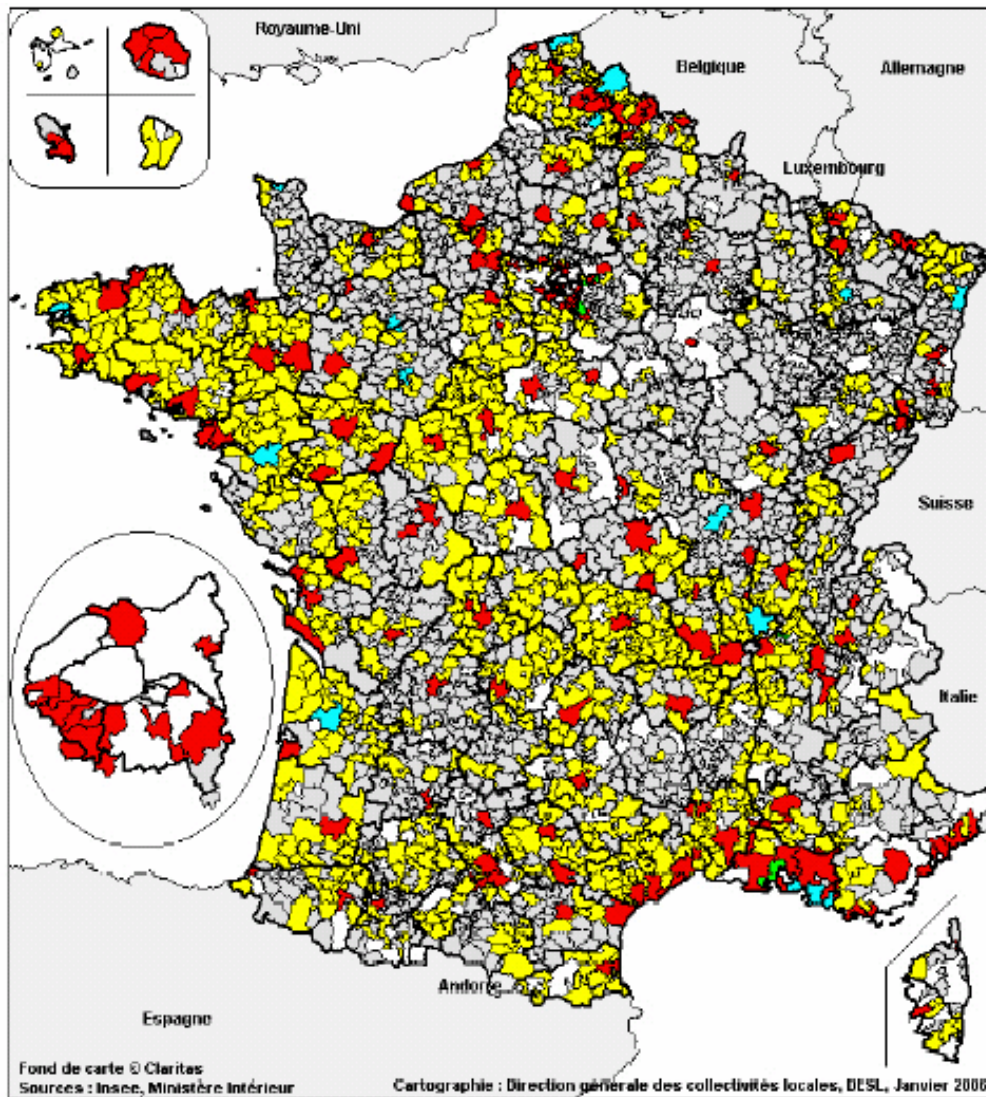 Royaume-Uni
Belgique
Allemagne
Luxembourg
Suisse
Italie
Andorre
Espagne
Fond de carte © Claritas
Sources : Insee, Ministère Intérieur
Cartographie : Direction générale des collectivités locales, DESL, Janvier 2006